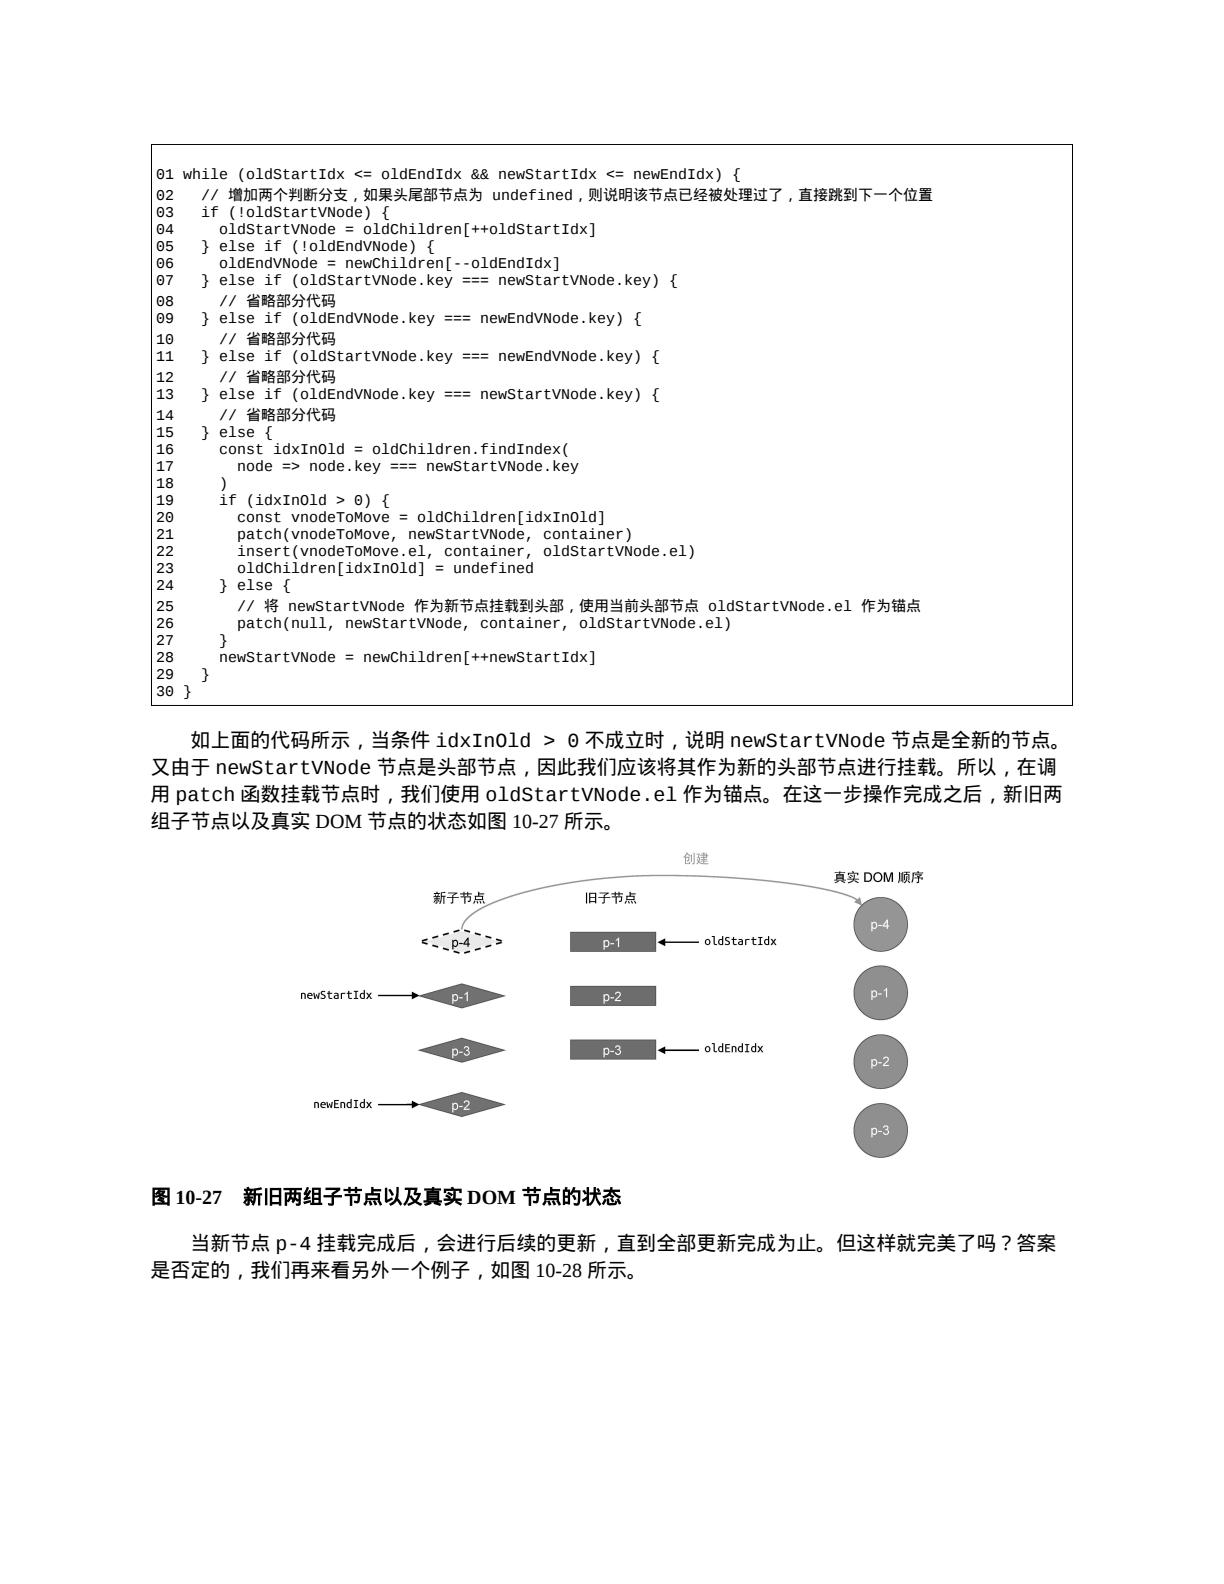 01 while (oldStartIdx <= oldEndIdx && newStartIdx <= newEndIdx) {
02   // 增加两个判断分支，如果头尾部节点为 undefined，则说明该节点已经被处理过了，直接跳到下一个位置
03   if (!oldStartVNode) {
04     oldStartVNode = oldChildren[++oldStartIdx]
05   } else if (!oldEndVNode) {
06     oldEndVNode = newChildren[--oldEndIdx]
07   } else if (oldStartVNode.key === newStartVNode.key) {
08     // 省略部分代码
09   } else if (oldEndVNode.key === newEndVNode.key) {
10     // 省略部分代码
11   } else if (oldStartVNode.key === newEndVNode.key) {
12     // 省略部分代码
13   } else if (oldEndVNode.key === newStartVNode.key) {
14     // 省略部分代码
15   } else {
16     const idxInOld = oldChildren.findIndex(
17       node => node.key === newStartVNode.key
18     )
19     if (idxInOld > 0) {
20       const vnodeToMove = oldChildren[idxInOld]
21       patch(vnodeToMove, newStartVNode, container)
22       insert(vnodeToMove.el, container, oldStartVNode.el)
23       oldChildren[idxInOld] = undefined
24     } else {
25       // 将 newStartVNode 作为新节点挂载到头部，使用当前头部节点 oldStartVNode.el 作为锚点
26       patch(null, newStartVNode, container, oldStartVNode.el)
27     }
28     newStartVNode = newChildren[++newStartIdx]
29   }
30 }
如上面的代码所示，当条件 idxInOld > 0 不成立时，说明 newStartVNode 节点是全新的节点。
又由于 newStartVNode 节点是头部节点，因此我们应该将其作为新的头部节点进行挂载。所以，在调
用 patch 函数挂载节点时，我们使用 oldStartVNode.el 作为锚点。在这一步操作完成之后，新旧两
组子节点以及真实 DOM 节点的状态如图 10-27 所示。
创建
真实 DOM 顺序
新子节点 旧子节点
p-4
p-4 p-1 oldStartIdx
p-1
newStartIdx p-1 p-2
p-3 p-3 oldEndIdx
p-2
newEndIdx p-2
p-3
图 10-27 新旧两组子节点以及真实 DOM 节点的状态
当新节点 p-4 挂载完成后，会进行后续的更新，直到全部更新完成为止。但这样就完美了吗？答案
是否定的，我们再来看另外一个例子，如图 10-28 所示。